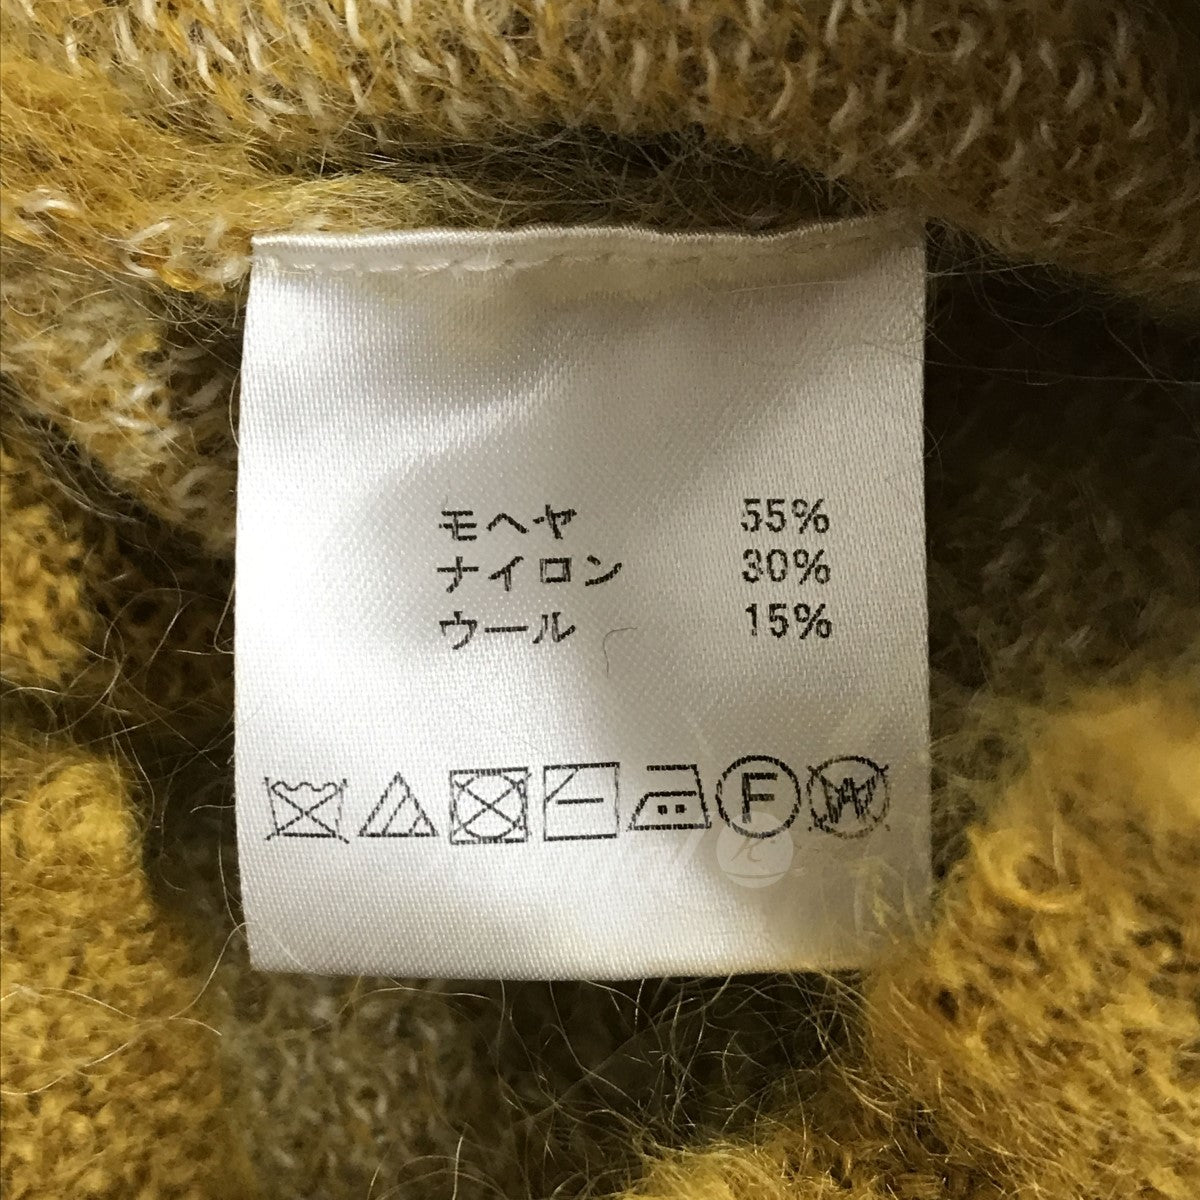 モヘヤ 55%
ナイロン 30%
ウール 15%
F W